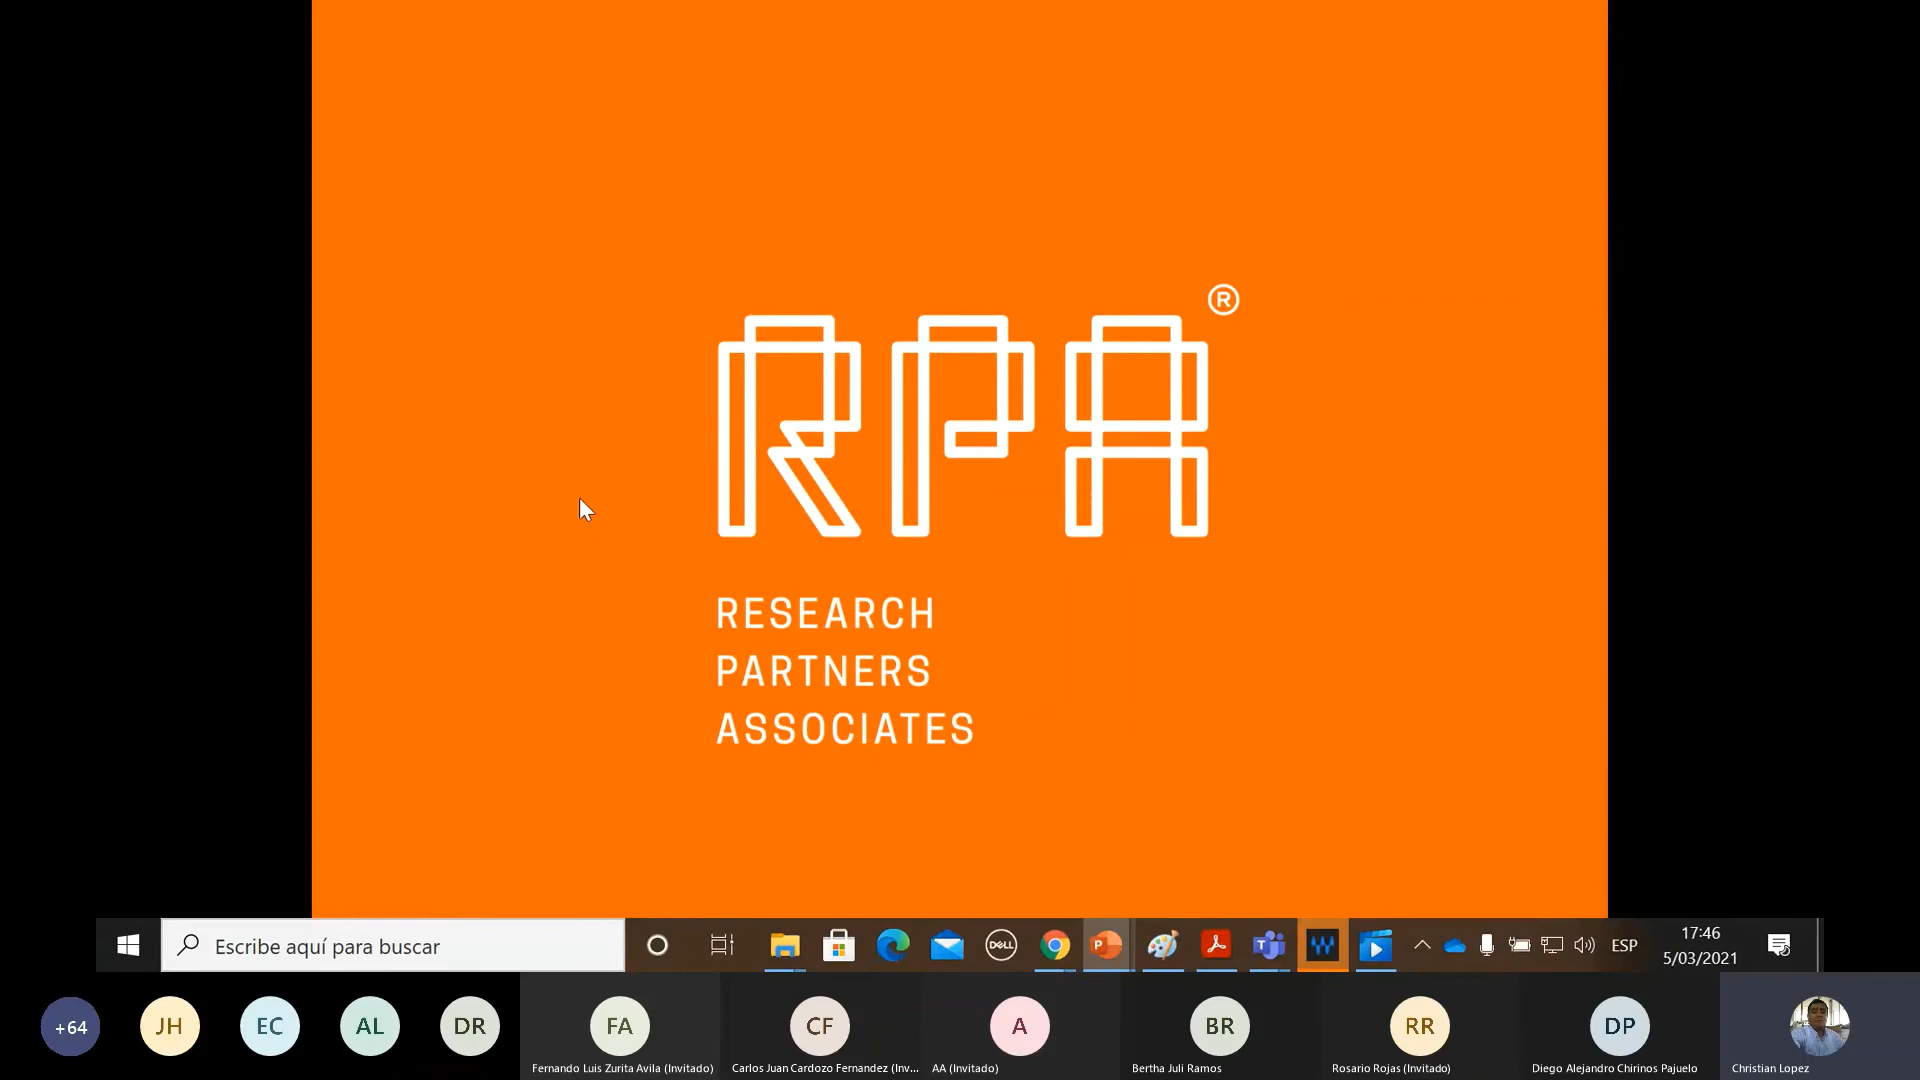 ®
RPA
RESEARCH
PARTNERS
ASSOCIATES
Escribe aquí para buscar
DELL
ESP
17:46
5/03/2021
+64
JH
EC
AL
DR
FA
CF
A
BR
RR
DP
Fernando Luis Zurita Avila (Invitado)
Carlos Juan Cardozo Fernandez (Inv...
AA (Invitado)
Bertha Juli Ramos
Rosario Rojas (Invitado)
Diego Alejandro Chirinos Pajuelo
Christian Lopez